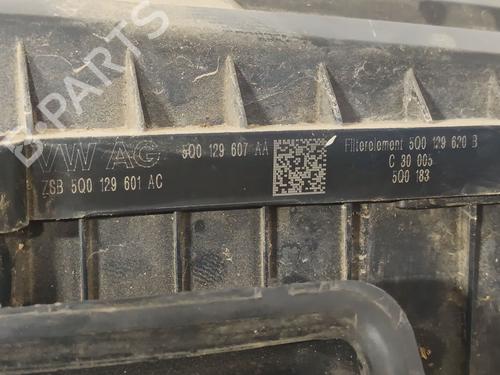 B-PARTS
VW AG 5Q0 129 607 AA
ZSB 5Q0 129 601 AC
Filterelement 5Q0 129 620 B
C 30 005
5Q0 183